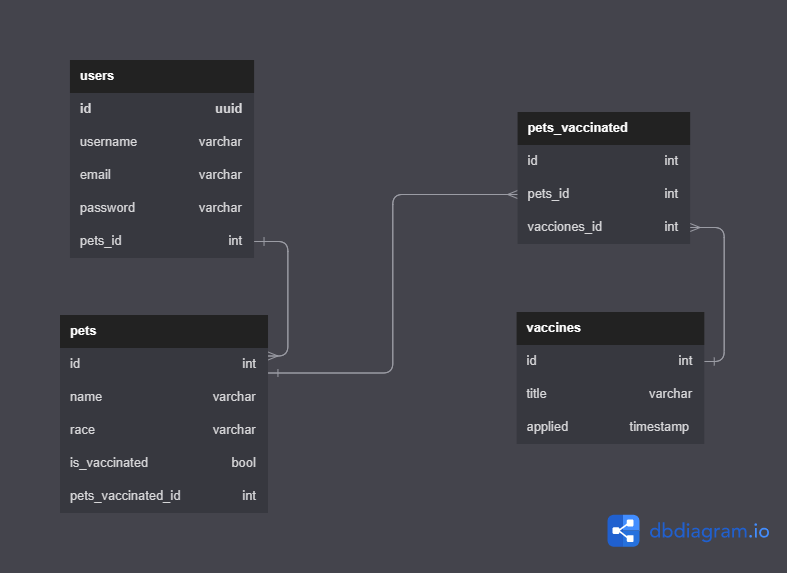 users
id uuid
username varchar
email varchar
password varchar
pets_id int
pets
id int
name varchar
race varchar
is_vaccinated bool
pets_vaccinated_id int
pets_vaccinated
id int
pets_id int
vacciones_id int
vaccines
id int
title varchar
applied timestamp
dbdiagram.io